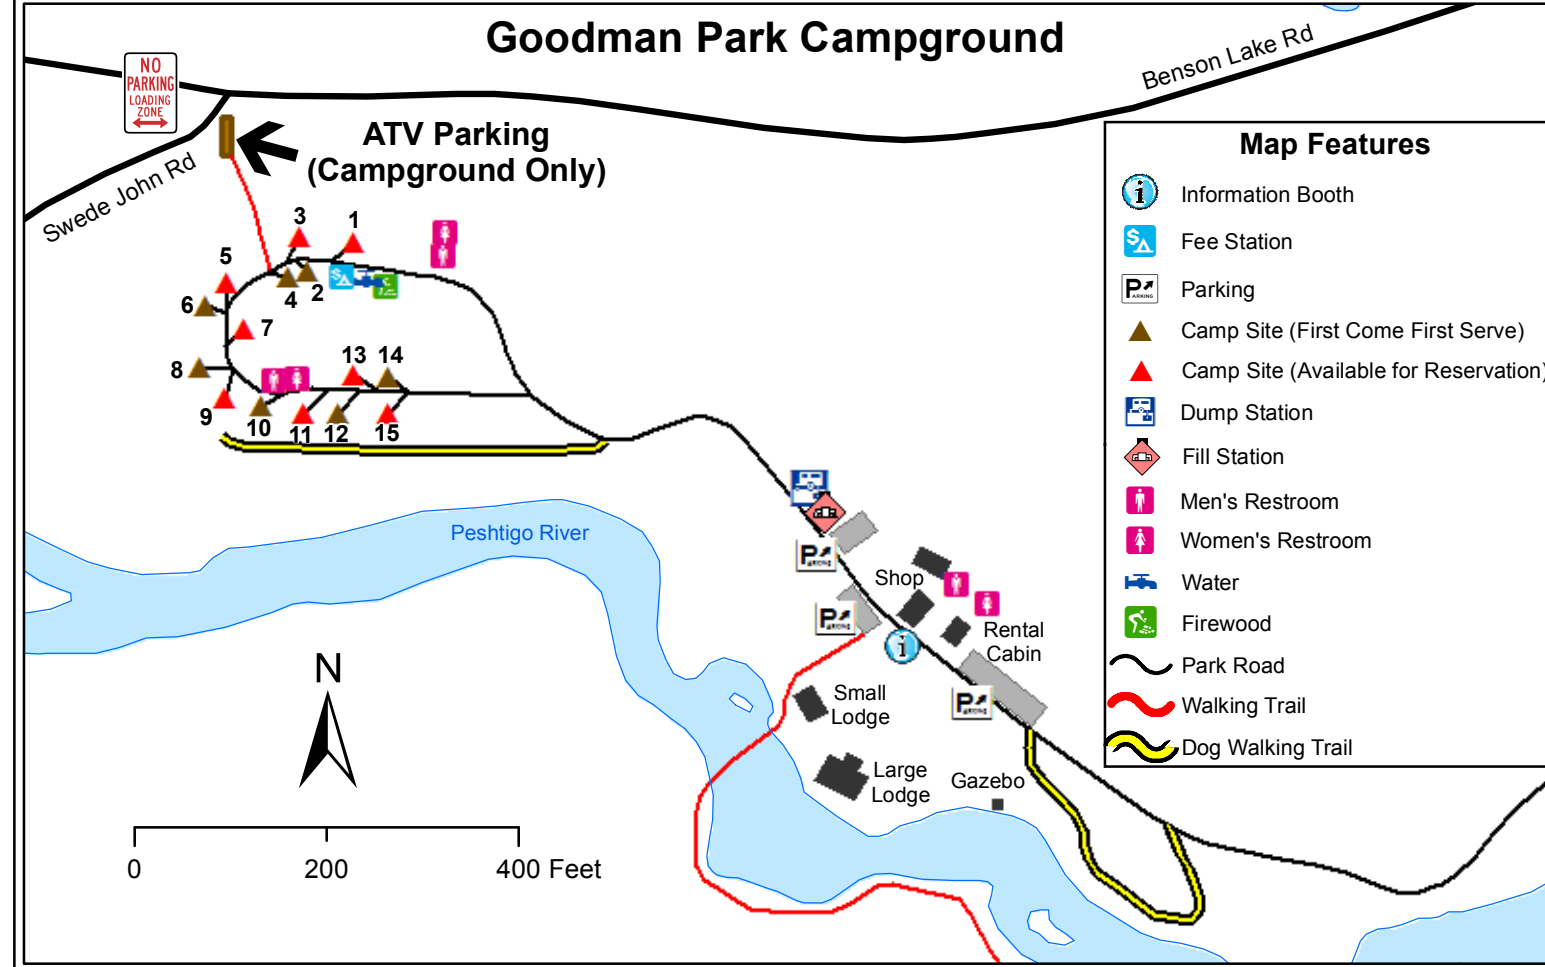 Goodman Park Campground
Benson Lake Rd
NO
PARKING
LOADING
ZONE
ATV Parking
(Campground Only)
Swede John Rd
Map Features
Information Booth
Fee Station
Parking
Camp Site (First Come First Serve)
Camp Site (Available for Reservation)
Dump Station
Fill Station
Men's Restroom
Women's Restroom
Water
Firewood
Park Road
Walking Trail
Dog Walking Trail
P
PARKING
3
1
5
4
2
6
7
8
13
14
9
10
11
12
15
Peshtigo River
P
Shop
P
Rental
Cabin
Small
Lodge
P
Large
Lodge
Gazebo
N
0
200
400 Feet